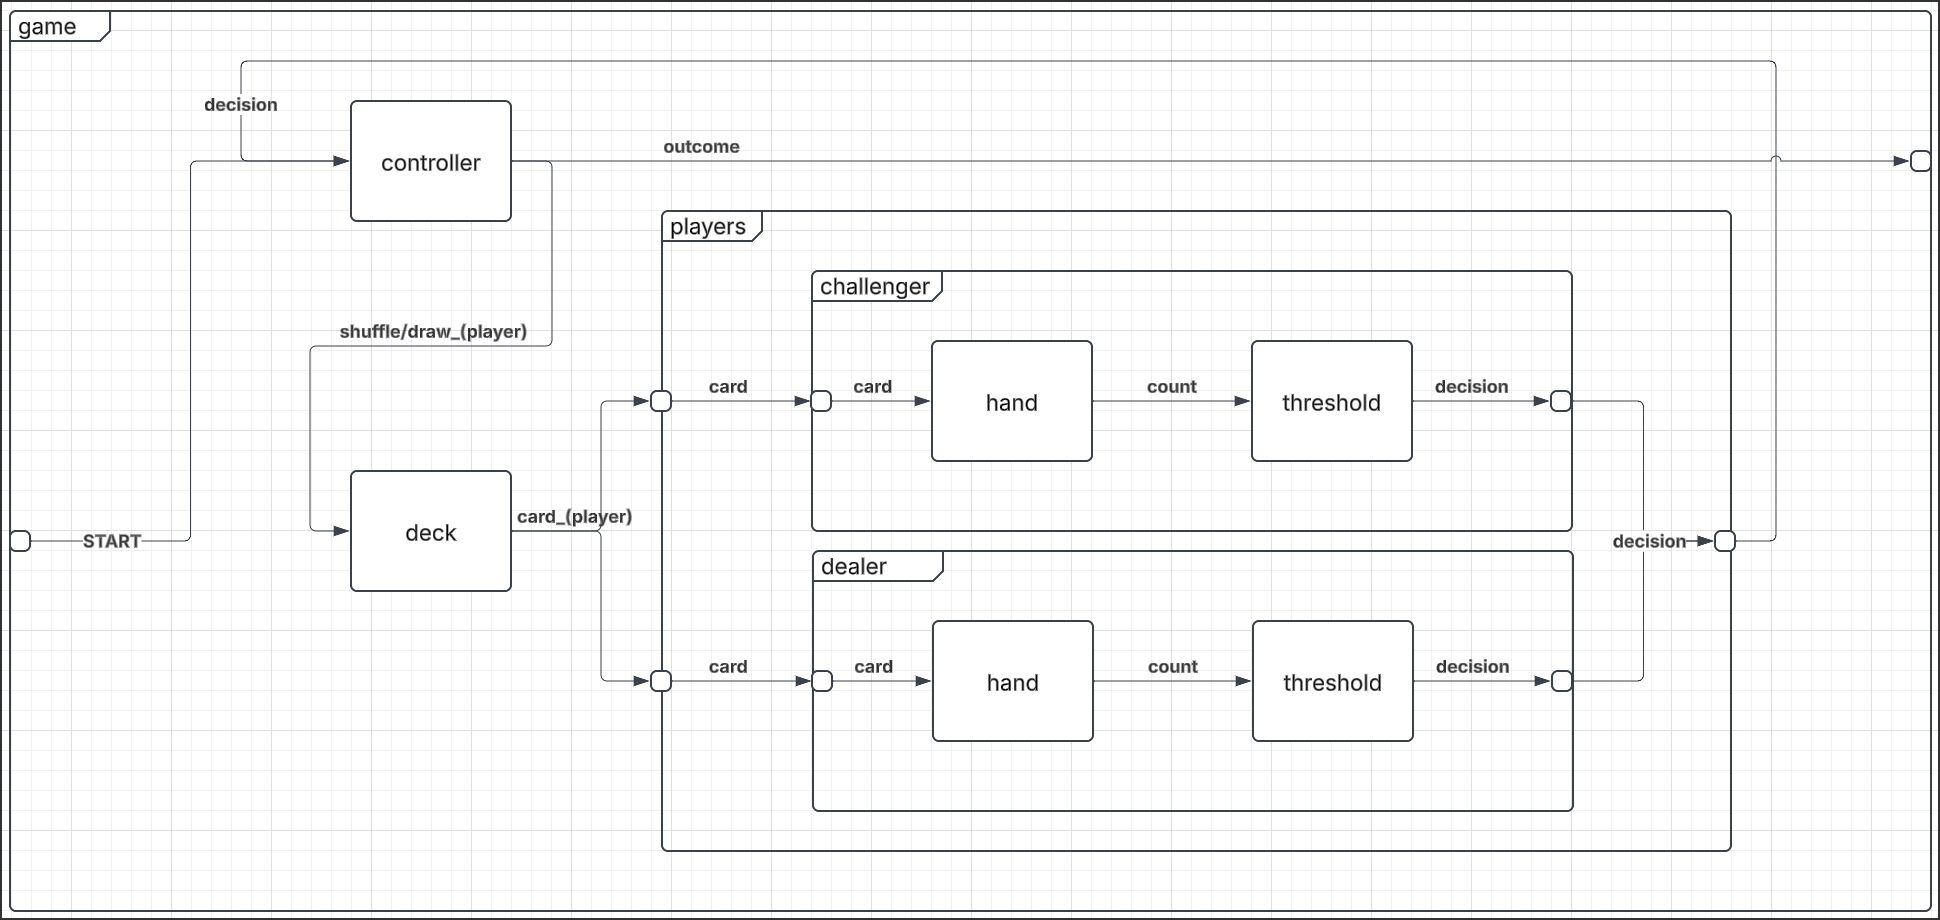 game
decision
controller
outcome
players
challenger
shuffle/draw_(player)
card
card
hand
count
threshold
decision
START
deck
card_(player)
decision
dealer
card
card
hand
count
threshold
decision